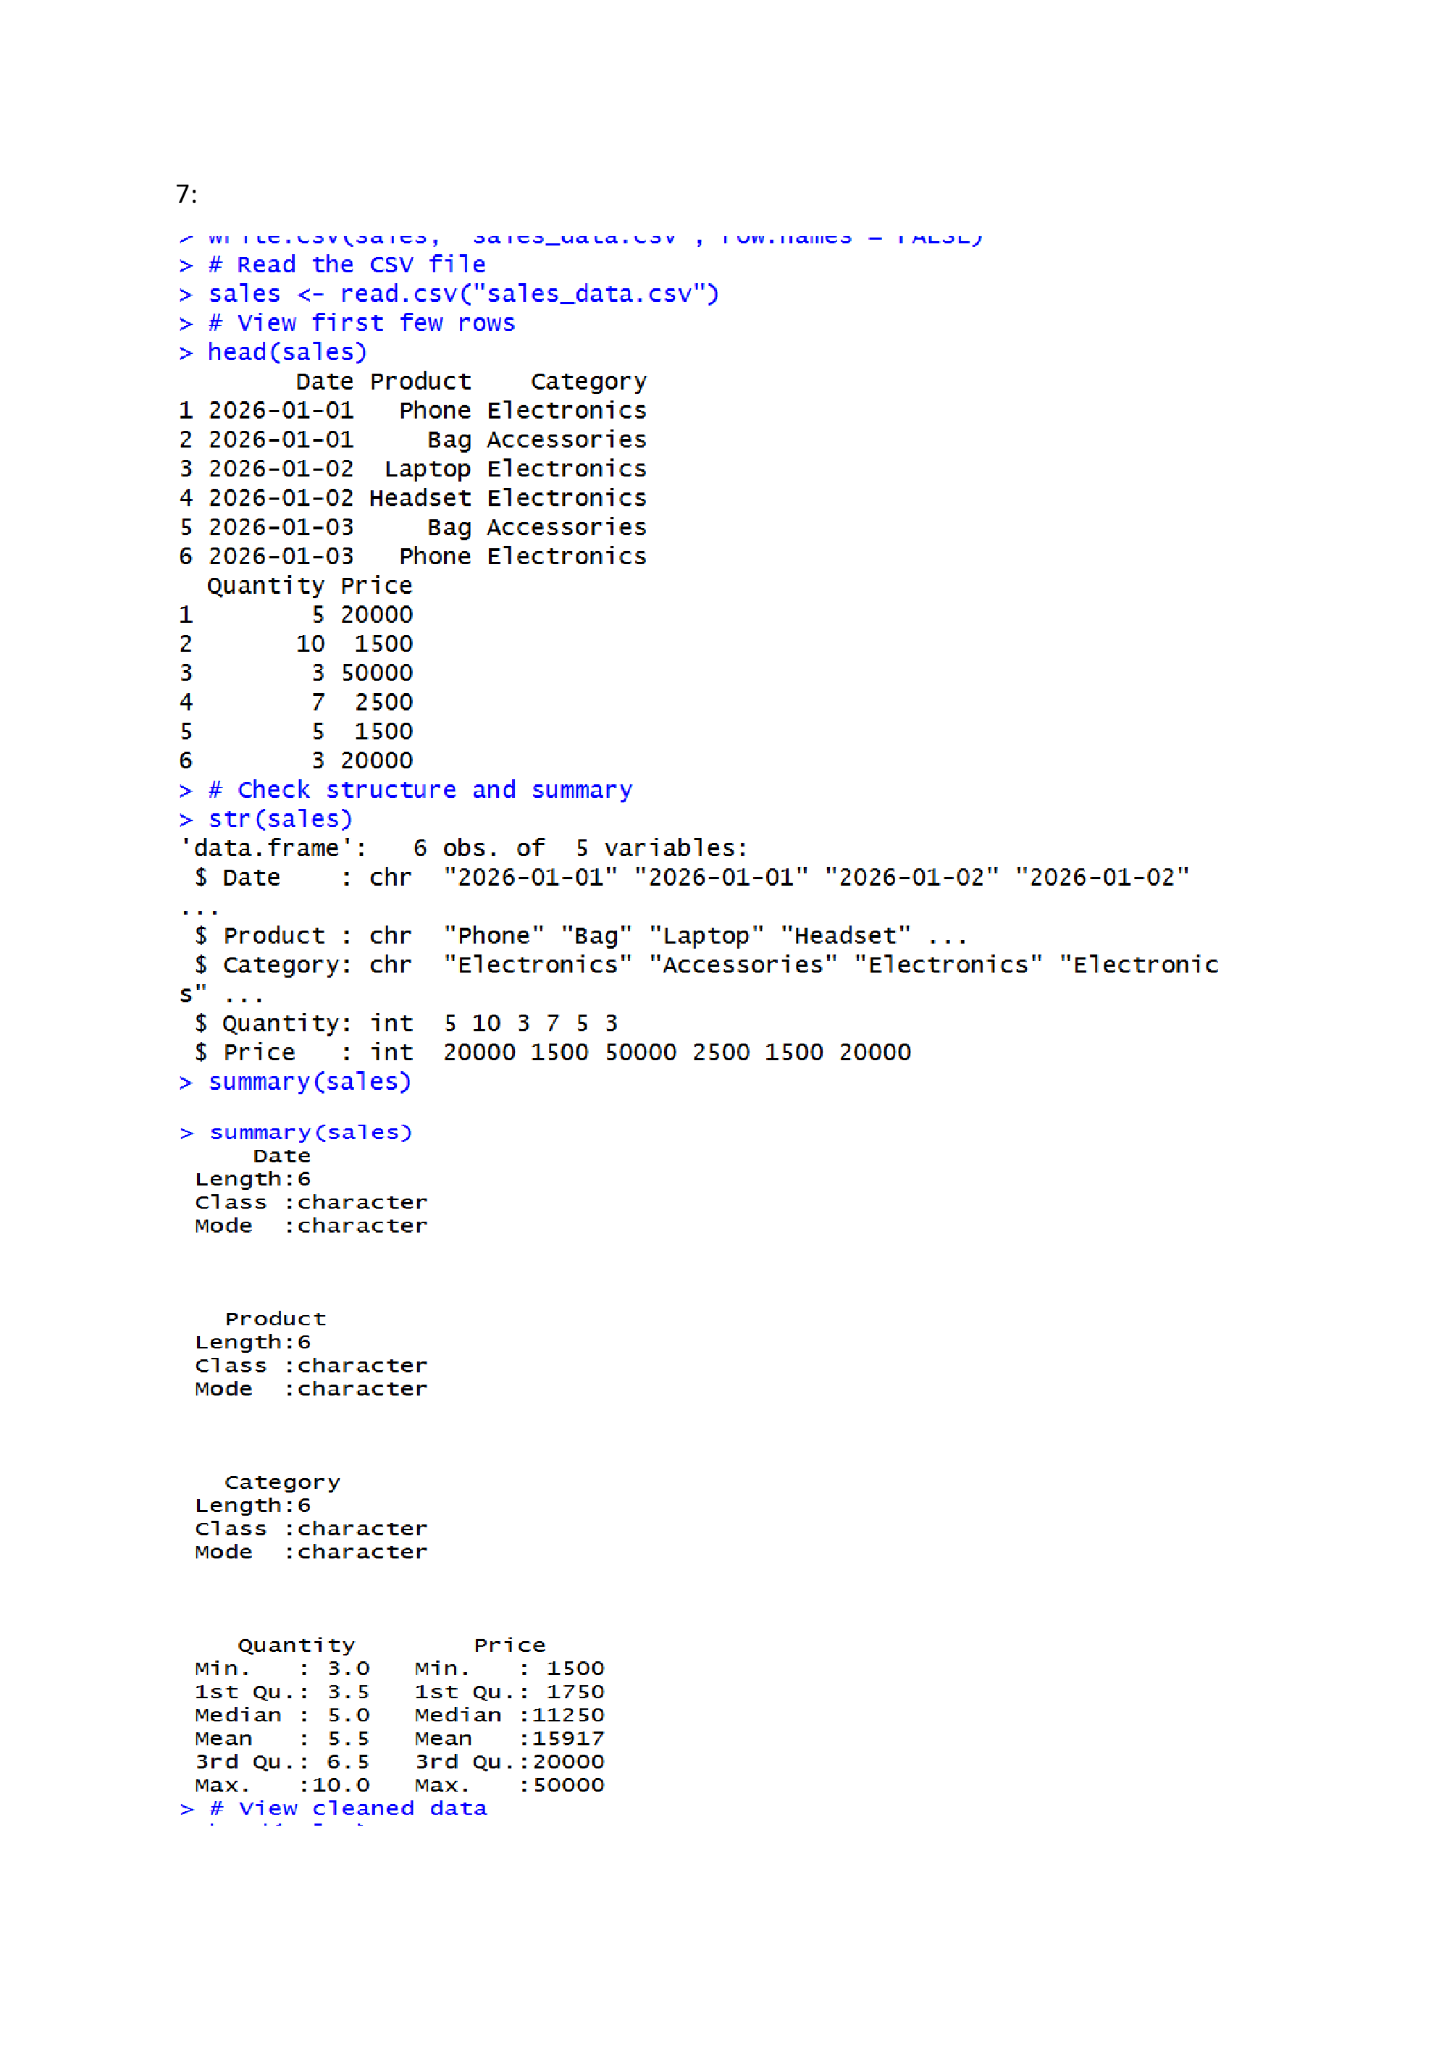 7:
> write.csv(sales, "sales_data.csv", row.names = FALSE)
> # Read the CSV file
> sales <- read.csv("sales_data.csv")
> # View first few rows
> head(sales)
        Date Product    Category
1 2026-01-01   Phone Electronics
2 2026-01-01     Bag Accessories
3 2026-01-02  Laptop Electronics
4 2026-01-02 Headset Electronics
5 2026-01-03     Bag Accessories
6 2026-01-03   Phone Electronics
  Quantity Price
1        5 20000
2       10  1500
3        3 50000
4        7  2500
5        5  1500
6        3 20000
> # Check structure and summary
> str(sales)
'data.frame':   6 obs. of  5 variables:
 $ Date    : chr  "2026-01-01" "2026-01-01" "2026-01-02" "2026-01-02"
...
 $ Product : chr  "Phone" "Bag" "Laptop" "Headset" ...
 $ Category: chr  "Electronics" "Accessories" "Electronics" "Electronic
s" ...
 $ Quantity: int  5 10 3 7 5 3
 $ Price   : int  20000 1500 50000 2500 1500 20000
> summary(sales)
> summary(sales)
     Date
 Length:6
 Class :character
 Mode  :character
   Product
 Length:6
 Class :character
 Mode  :character
   Category
 Length:6
 Class :character
 Mode  :character
    Quantity        Price
 Min.   : 3.0   Min.   : 1500
 1st Qu.: 3.5   1st Qu.: 1750
 Median : 5.0   Median :11250
 Mean   : 5.5   Mean   :15917
 3rd Qu.: 6.5   3rd Qu.:20000
 Max.   :10.0   Max.   :50000
> # View cleaned data